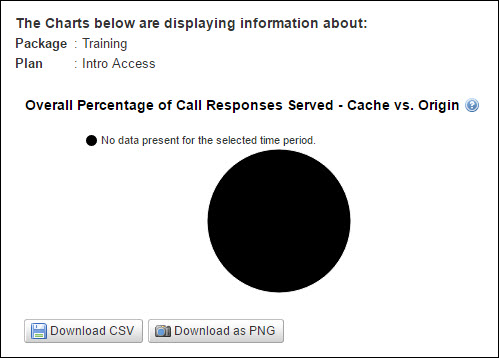 The Charts below are displaying information about:
Package : Training
Plan : Intro Access
Overall Percentage of Call Responses Served - Cache vs. Origin ?
No data present for the selected time period.
Download CSV Download as PNG